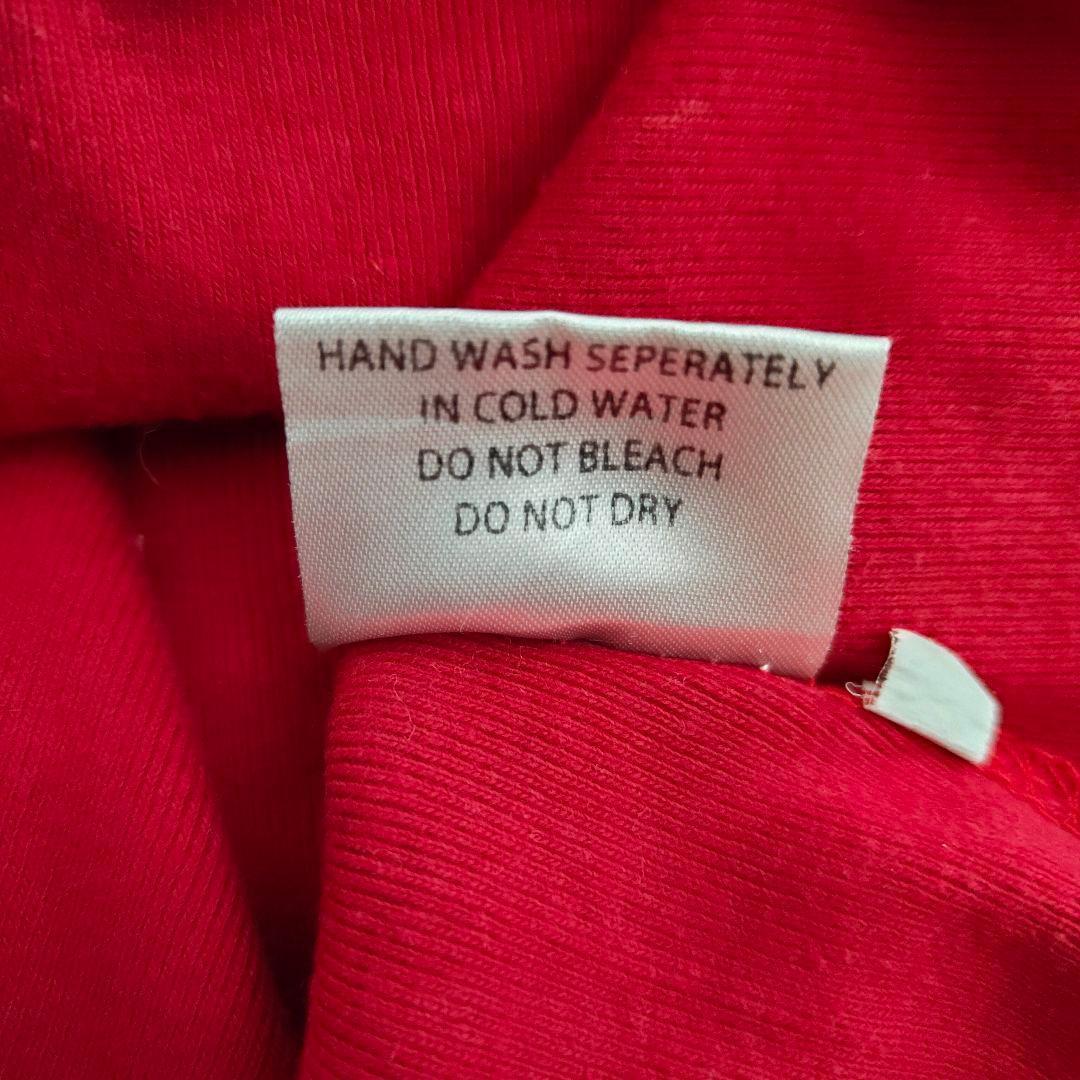 HAND WASH SEPERATELY
IN COLD WATER
DO NOT BLEACH
DO NOT DRY